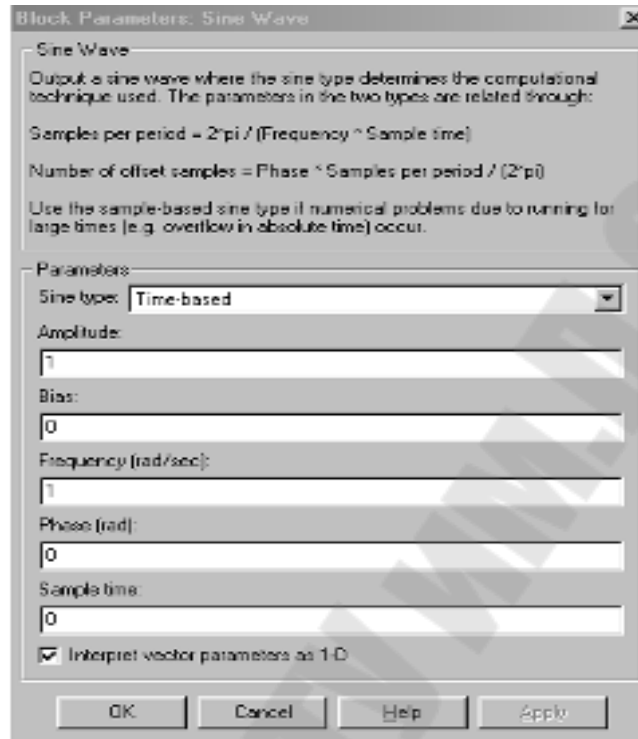 Block Parameters: Sine Wave
Sine Wave
Output a sine wave where the sine type determines the computational
technique used. The parameters in the two types are related through:
Samples per period = 2*pi / (Frequency * Sample time)
Number of offset samples = Phase * Samples per period / (2*pi)
Use the sample-based sine type if numerical problems due to running for
large times (e.g. overflow in absolute time) occur.
Parameters
Sine type: Time-based
Amplitude:
1
Bias:
0
Frequency (rad/sec):
1
Phase (rad):
0
Sample time:
0
Interpret vector parameters as 1-D
OK Cancel Help Apply